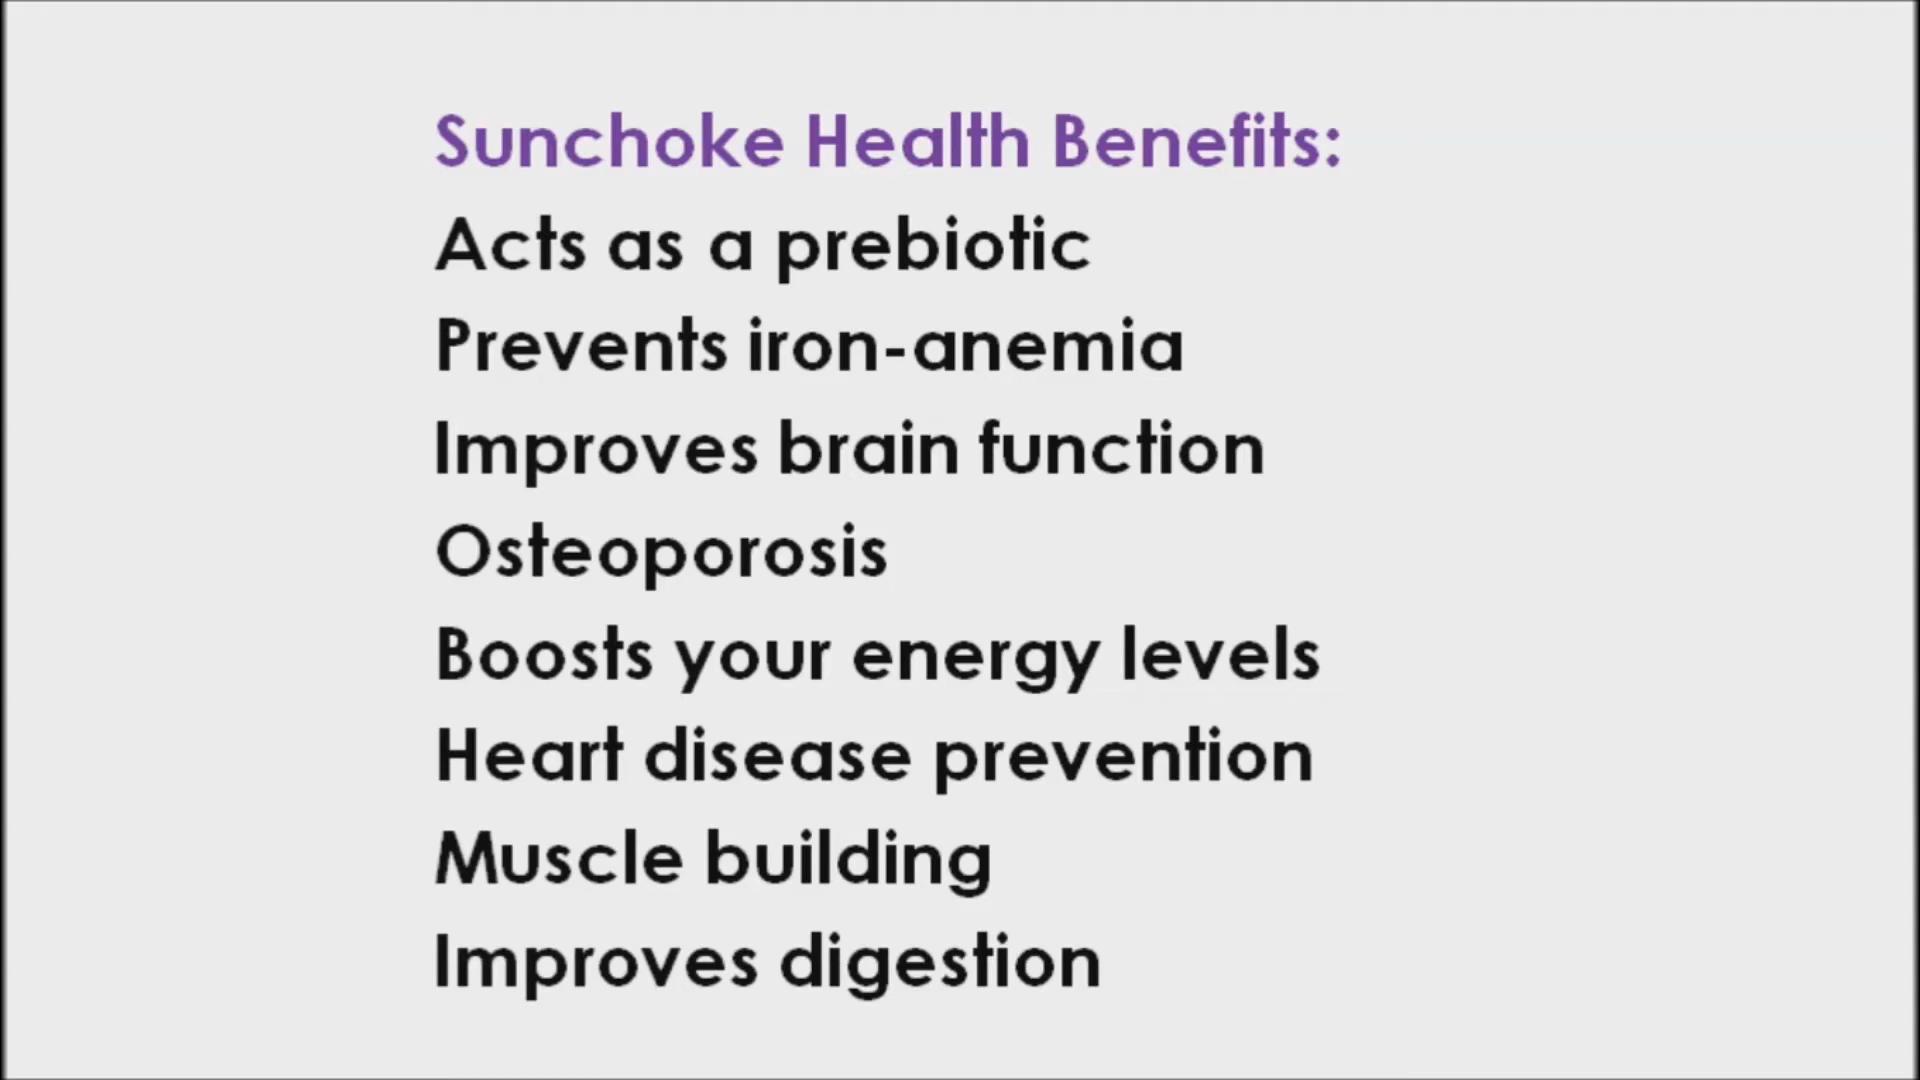 Sunchoke Health Benefits:
Acts as a prebiotic
Prevents iron-anemia
Improves brain function
Osteoporosis
Boosts your energy levels
Heart disease prevention
Muscle building
Improves digestion